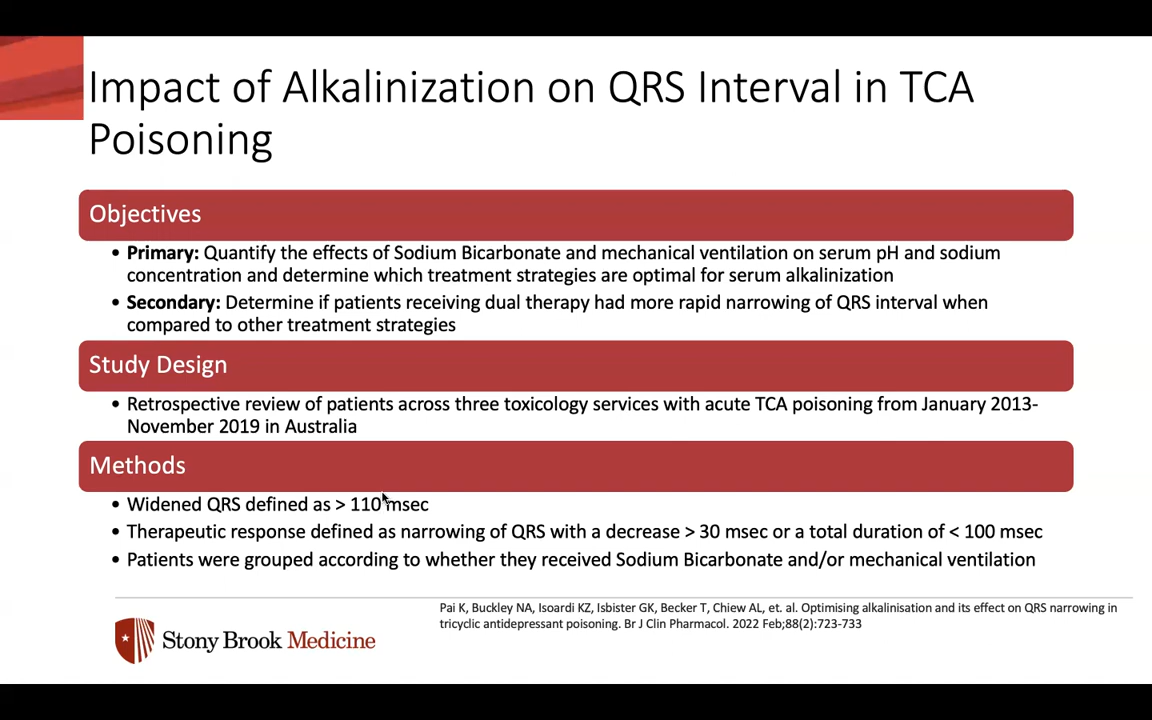 Impact of Alkalinization on QRS Interval in TCA
Poisoning
Objectives
• Primary: Quantify the effects of Sodium Bicarbonate and mechanical ventilation on serum pH and sodium
concentration and determine which treatment strategies are optimal for serum alkalinization
• Secondary: Determine if patients receiving dual therapy had more rapid narrowing of QRS interval when
compared to other treatment strategies
Study Design
• Retrospective review of patients across three toxicology services with acute TCA poisoning from January 2013-
November 2019 in Australia
Methods
• Widened QRS defined as > 110 msec
• Therapeutic response defined as narrowing of QRS with a decrease > 30 msec or a total duration of < 100 msec
• Patients were grouped according to whether they received Sodium Bicarbonate and/or mechanical ventilation
Pai K, Buckley NA, Isoardi KZ, Isbister GK, Becker T, Chiew AL, et. al. Optimising alkalinisation and its effect on QRS narrowing in
tricyclic antidepressant poisoning. Br J Clin Pharmacol. 2022 Feb;88(2):723-733
Stony Brook Medicine